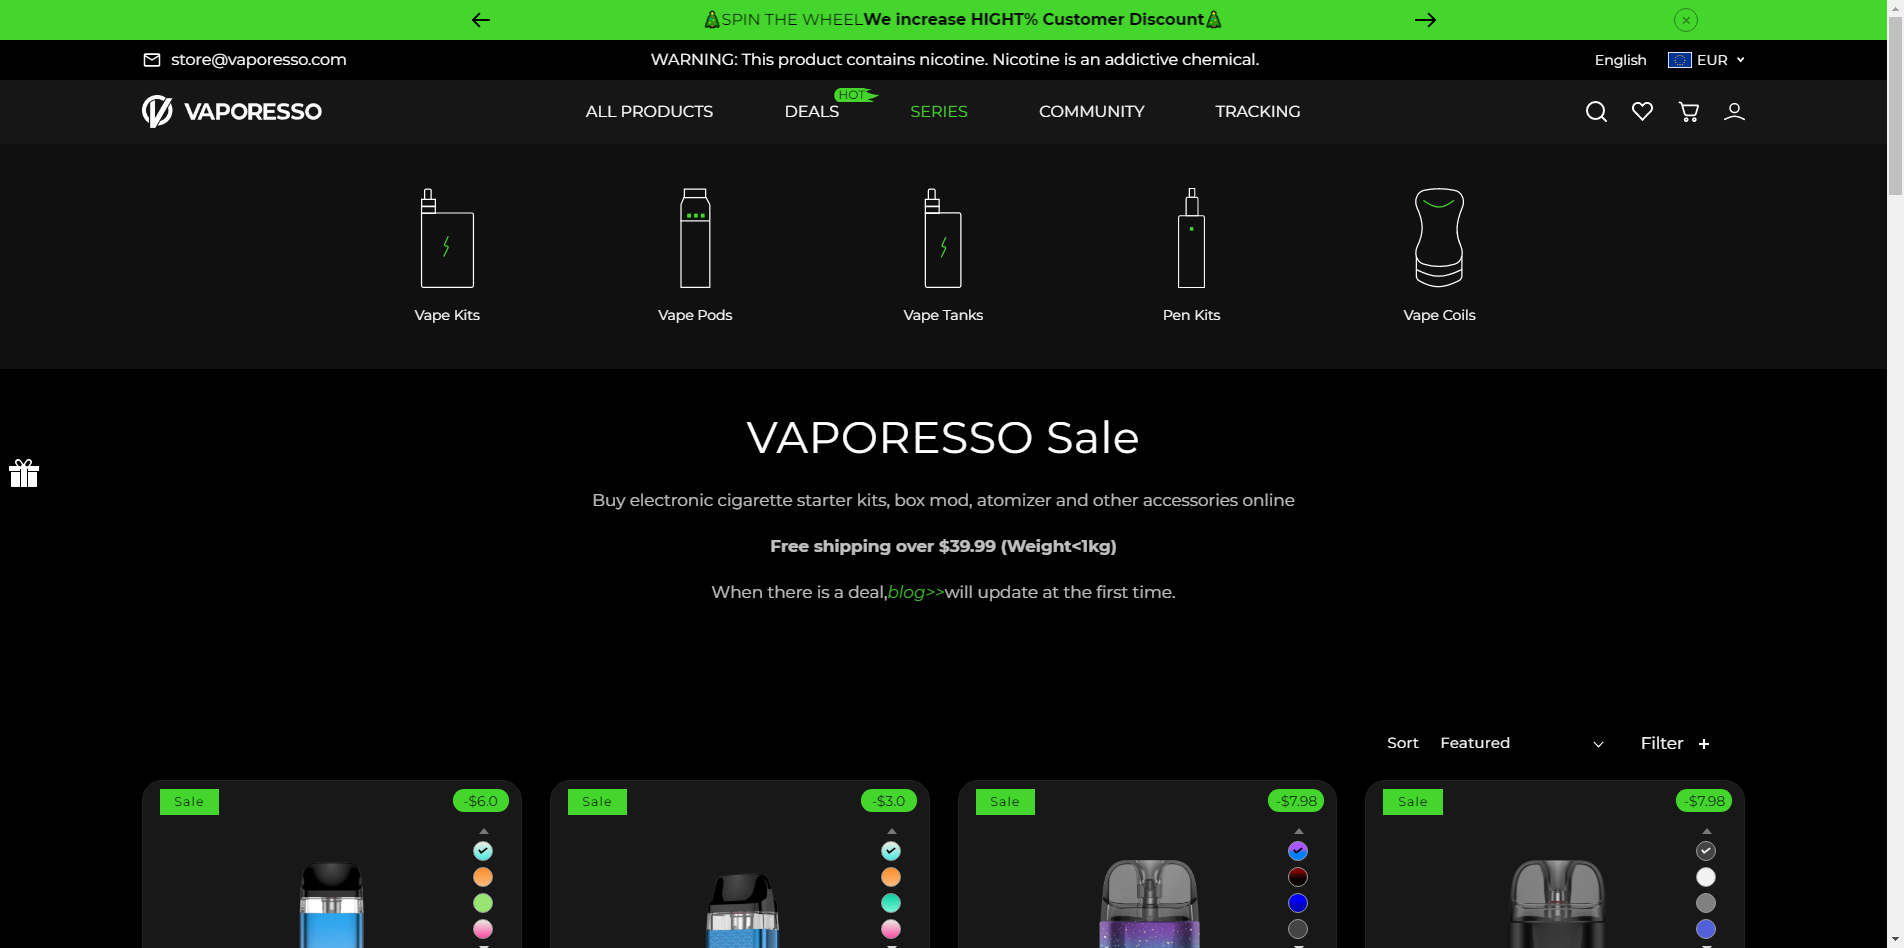 🎄SPIN THE WHEELWe increase HIGHT% Customer Discount🎄
store@vaporesso.com
WARNING: This product contains nicotine. Nicotine is an addictive chemical.
English
EUR
VAPORESSO
ALL PRODUCTS
DEALS
HOT
SERIES
COMMUNITY
TRACKING
Vape Kits
Vape Pods
Vape Tanks
Pen Kits
Vape Coils
VAPORESSO Sale
Buy electronic cigarette starter kits, box mod, atomizer and other accessories online
Free shipping over $39.99 (Weight<1kg)
When there is a deal,blog>>will update at the first time.
Sort
Featured
Filter +
Sale
-$6.0
Sale
-$3.0
Sale
-$7.98
Sale
-$7.98